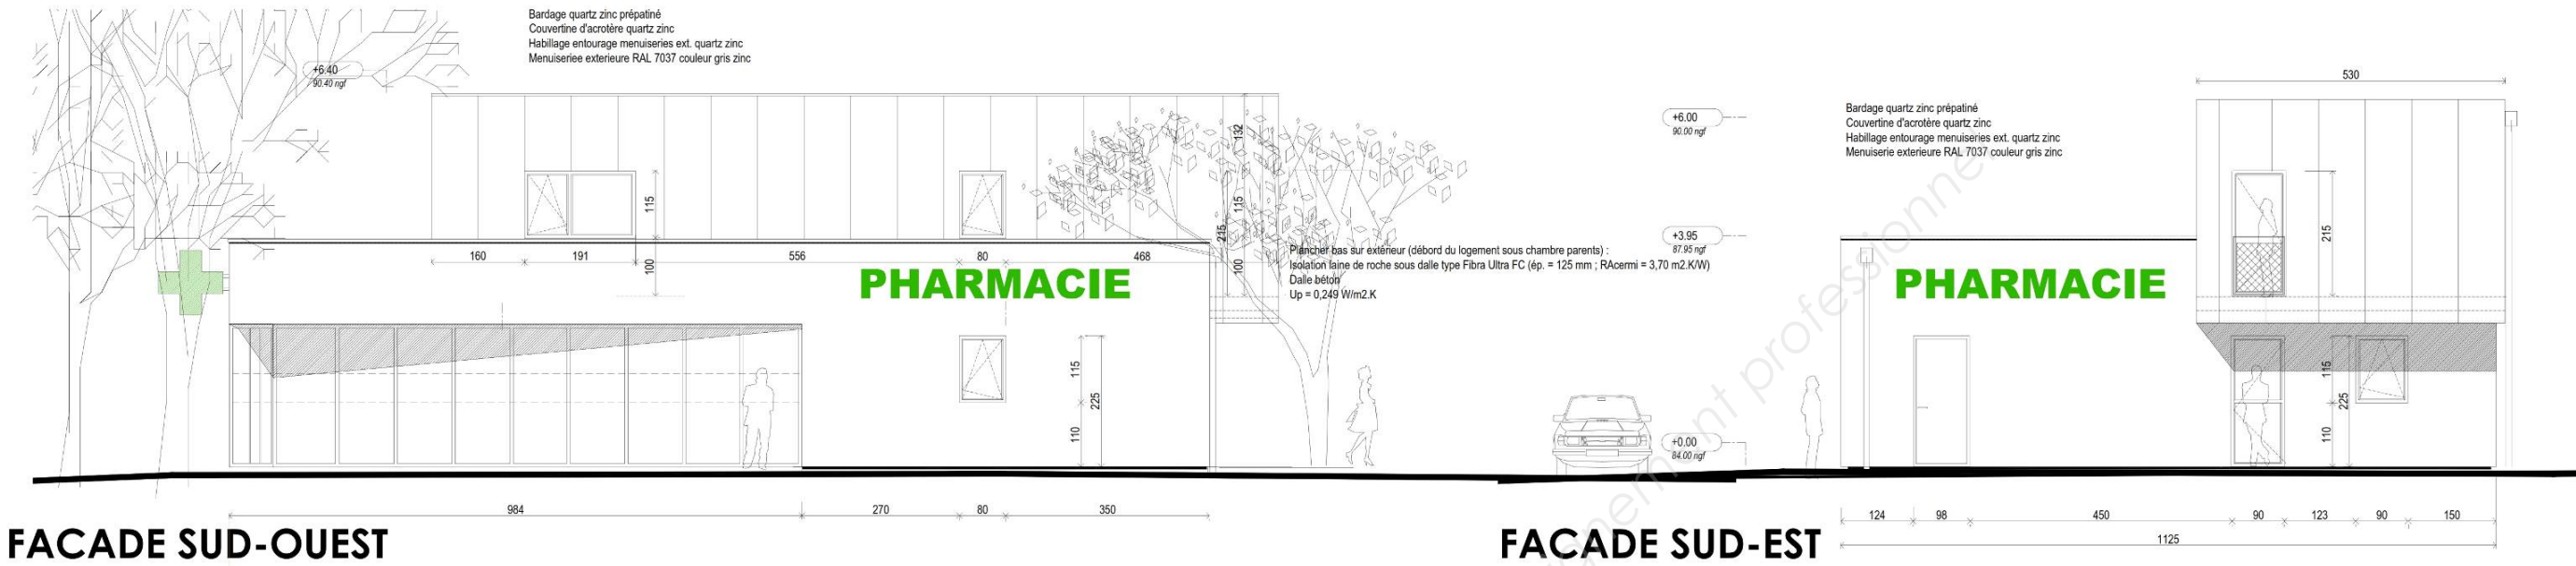 Bardage quartz zinc prépatiné
Couvertine d'acrotère quartz zinc
Habillage entourage menuiseries ext. quartz zinc
Menuiseriee exterieure RAL 7037 couleur gris zinc
+6.40
90.40 ngf
132
115
115
215
100
100
160 191 556 80 468
PHARMACIE
Plancher bas sur extérieur (débord du logement sous chambre parents) :
Isolation laine de roche sous dalle type Fibra Ultra FC (ép. = 125 mm ; RAcermi = 3,70 m2.K/W)
Dalle béton
Up = 0,249 W/m2.K
115
225
110
984 270 80 350
FACADE SUD-OUEST
+6.00
90.00 ngf
+3.95
87.95 ngf
+0.00
84.00 ngf
530
Bardage quartz zinc prépatiné
Couvertine d'acrotère quartz zinc
Habillage entourage menuiseries ext. quartz zinc
Menuiserie exterieure RAL 7037 couleur gris zinc
215
PHARMACIE
115
225
110
124 98 450 90 123 90 150
1125
FACADE SUD-EST